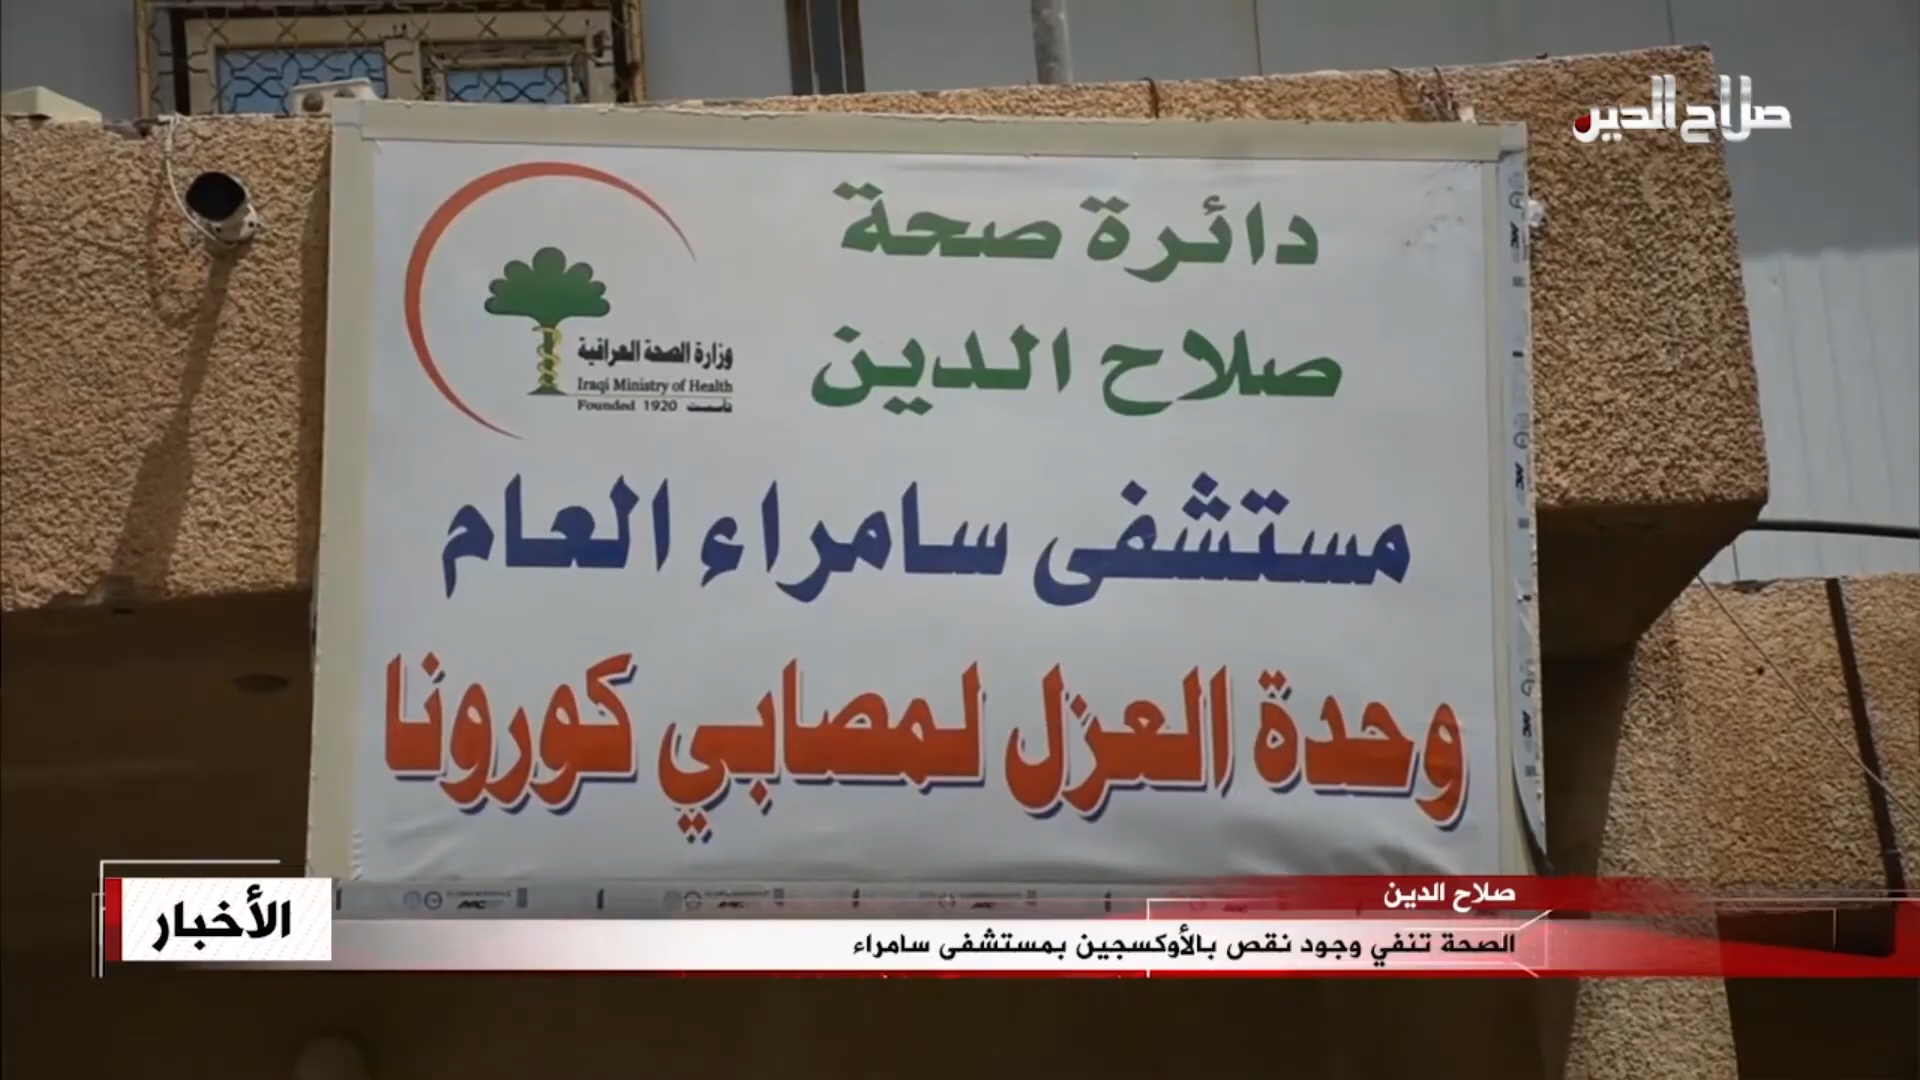 صلاح الدين
دائرة صحة
صلاح الدين
وزارة الصحة العراقية
Iraqi Ministry of Health
Founded 1920 تأسست
مستشفى سامراء العام
وحدة العزل لمصابي كورونا
صلاح الدين
الصحة تنفي وجود نقص بالأوكسجين بمستشفى سامراء
الأخبار